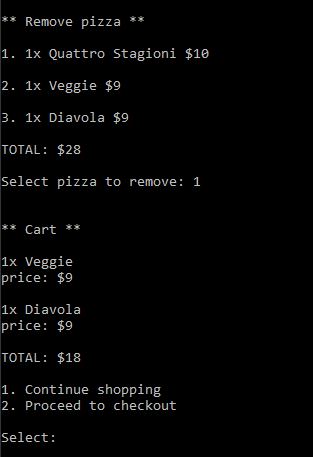 ** Remove pizza **
1. 1x Quattro Stagioni $10
2. 1x Veggie $9
3. 1x Diavola $9
TOTAL: $28
Select pizza to remove: 1
** Cart **
1x Veggie
price: $9
1x Diavola
price: $9
TOTAL: $18
1. Continue shopping
2. Proceed to checkout
Select: